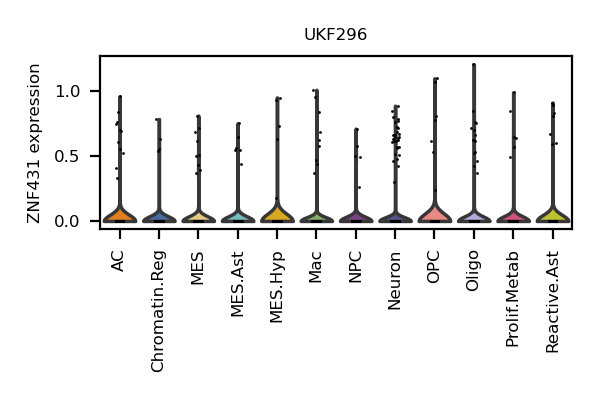 UKF296
ZNF431 expression
1.0
0.5
0.0
AC
Chromatin.Reg
MES
MES.Ast
MES.Hyp
Mac
NPC
Neuron
OPC
Oligo
Prolif.Metab
Reactive.Ast